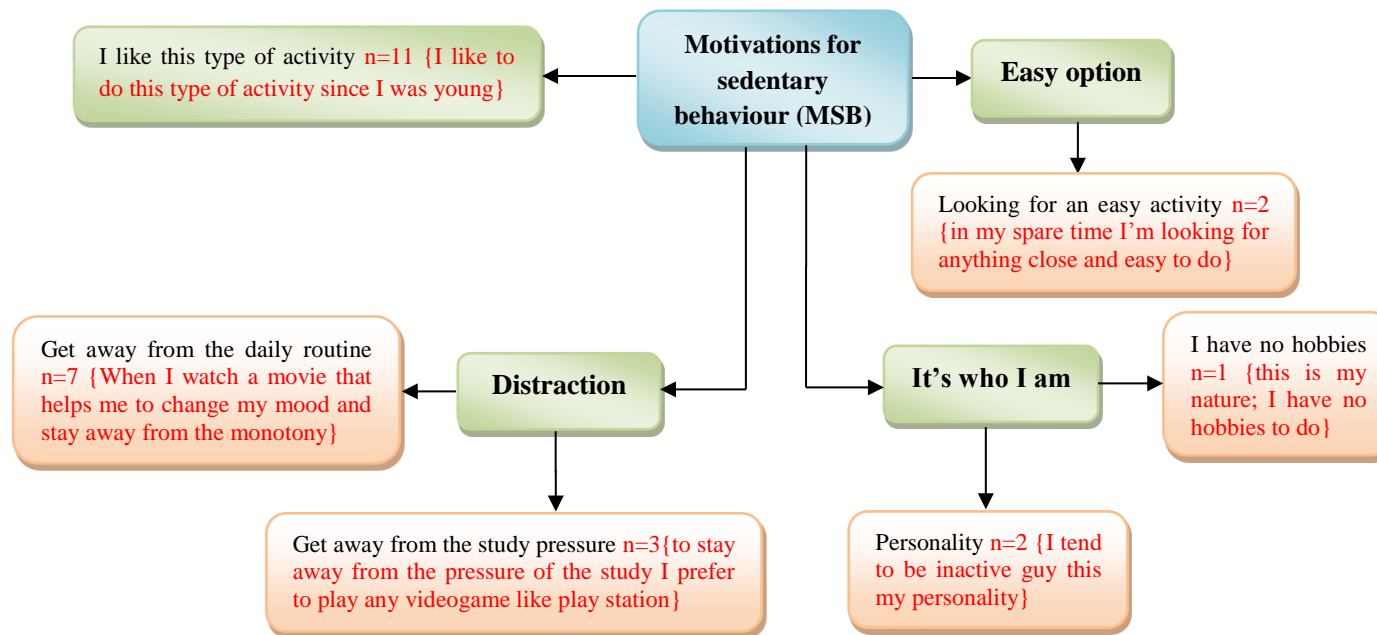 I like this type of activity n=11 {I like to
do this type of activity since I was young}
Motivations for
sedentary
behaviour (MSB)
Easy option
Looking for an easy activity n=2
{in my spare time I’m looking for
anything close and easy to do}
Get away from the daily routine
n=7 {When I watch a movie that
helps me to change my mood and
stay away from the monotony}
Distraction
It’s who I am
I have no hobbies
n=1 {this is my
nature; I have no
hobbies to do}
Get away from the study pressure n=3{to stay
away from the pressure of the study I prefer
to play any videogame like play station}
Personality n=2 {I tend
to be inactive guy this
my personality}